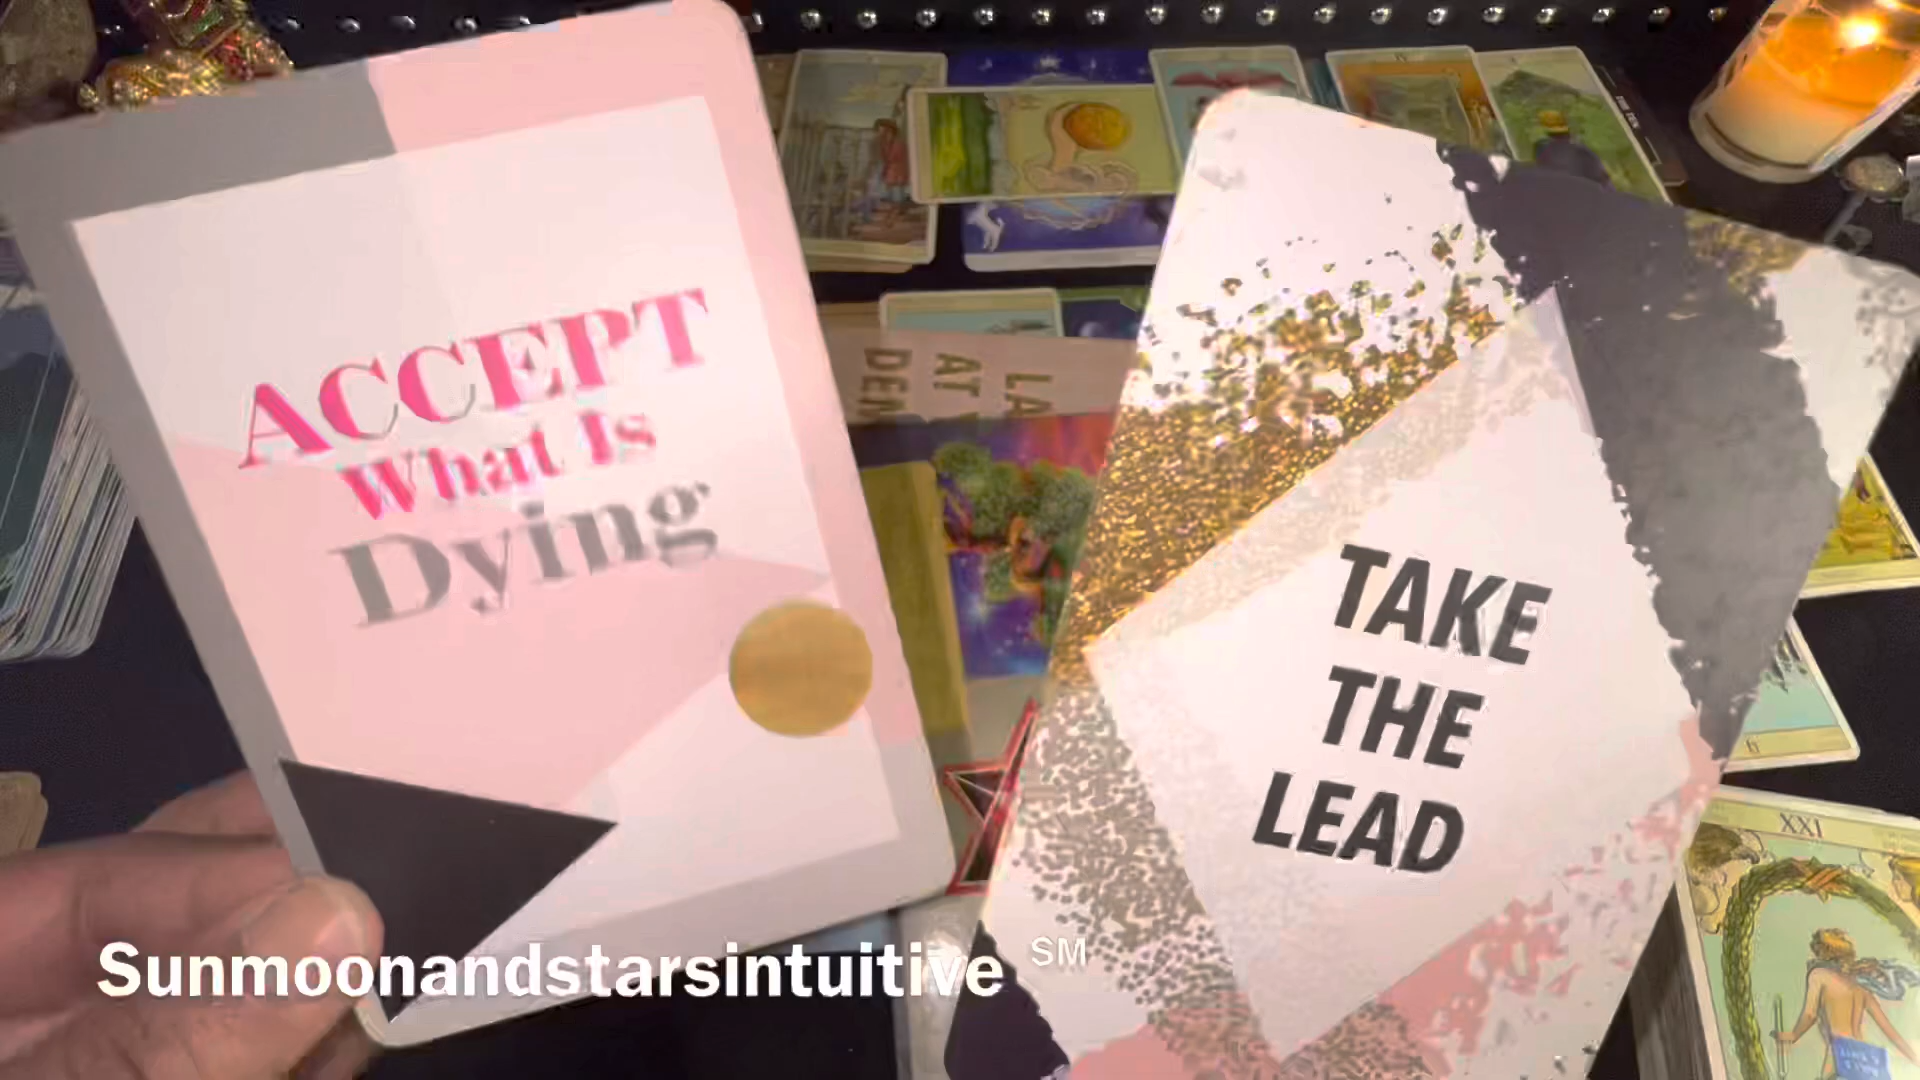 ACCEPT
What Is
Dying
TAKE
THE
LEAD
Sunmoonandstarsintuitive SM
XXI